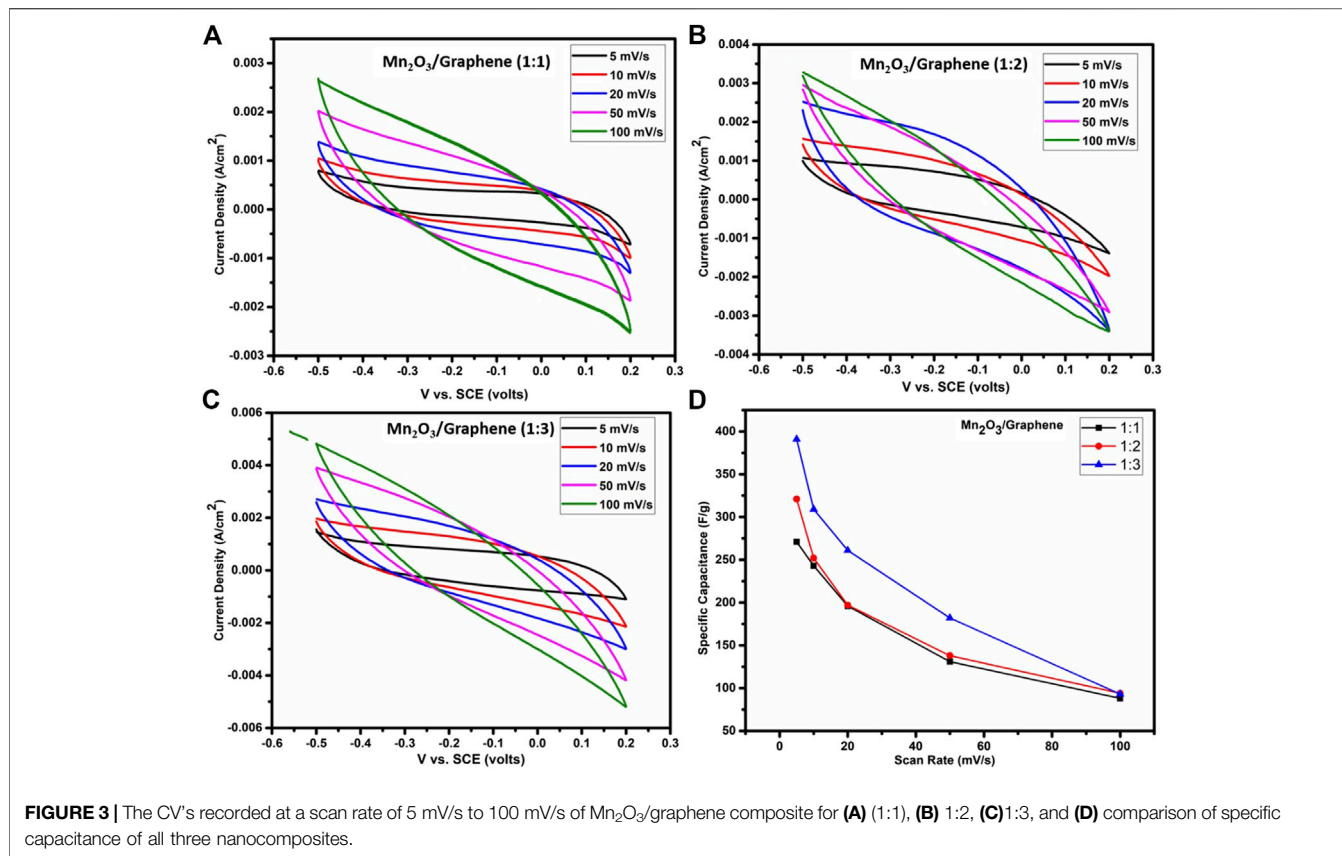 A
Mn₂O₃/Graphene (1:1)
5 mV/s
10 mV/s
20 mV/s
50 mV/s
100 mV/s
0.003
0.002
0.001
0.000
-0.001
-0.002
-0.003
Current Density (A/cm²)
-0.6 -0.5 -0.4 -0.3 -0.2 -0.1 0.0 0.1 0.2 0.3
V vs. SCE (volts)
B
Mn₂O₃/Graphene (1:2)
5 mV/s
10 mV/s
20 mV/s
50 mV/s
100 mV/s
0.004
0.003
0.002
0.001
0.000
-0.001
-0.002
-0.003
-0.004
Current Density (A/cm²)
-0.6 -0.5 -0.4 -0.3 -0.2 -0.1 0.0 0.1 0.2 0.3
V vs. SCE (volts)
C
Mn₂O₃/Graphene (1:3)
5 mV/s
10 mV/s
20 mV/s
50 mV/s
100 mV/s
0.006
0.004
0.002
0.000
-0.002
-0.004
-0.006
Current Density (A/cm²)
-0.6 -0.5 -0.4 -0.3 -0.2 -0.1 0.0 0.1 0.2 0.3
V vs. SCE (volts)
D
Mn₂O₃/Graphene
1:1
1:2
1:3
400
350
300
250
200
150
100
50
Specific Capacitance (F/g)
0 20 40 60 80 100
Scan Rate (mV/s)
FIGURE 3 | The CV's recorded at a scan rate of 5 mV/s to 100 mV/s of Mn₂O₃/graphene composite for (A) (1:1), (B) 1:2, (C)1:3, and (D) comparison of specific
capacitance of all three nanocomposites.